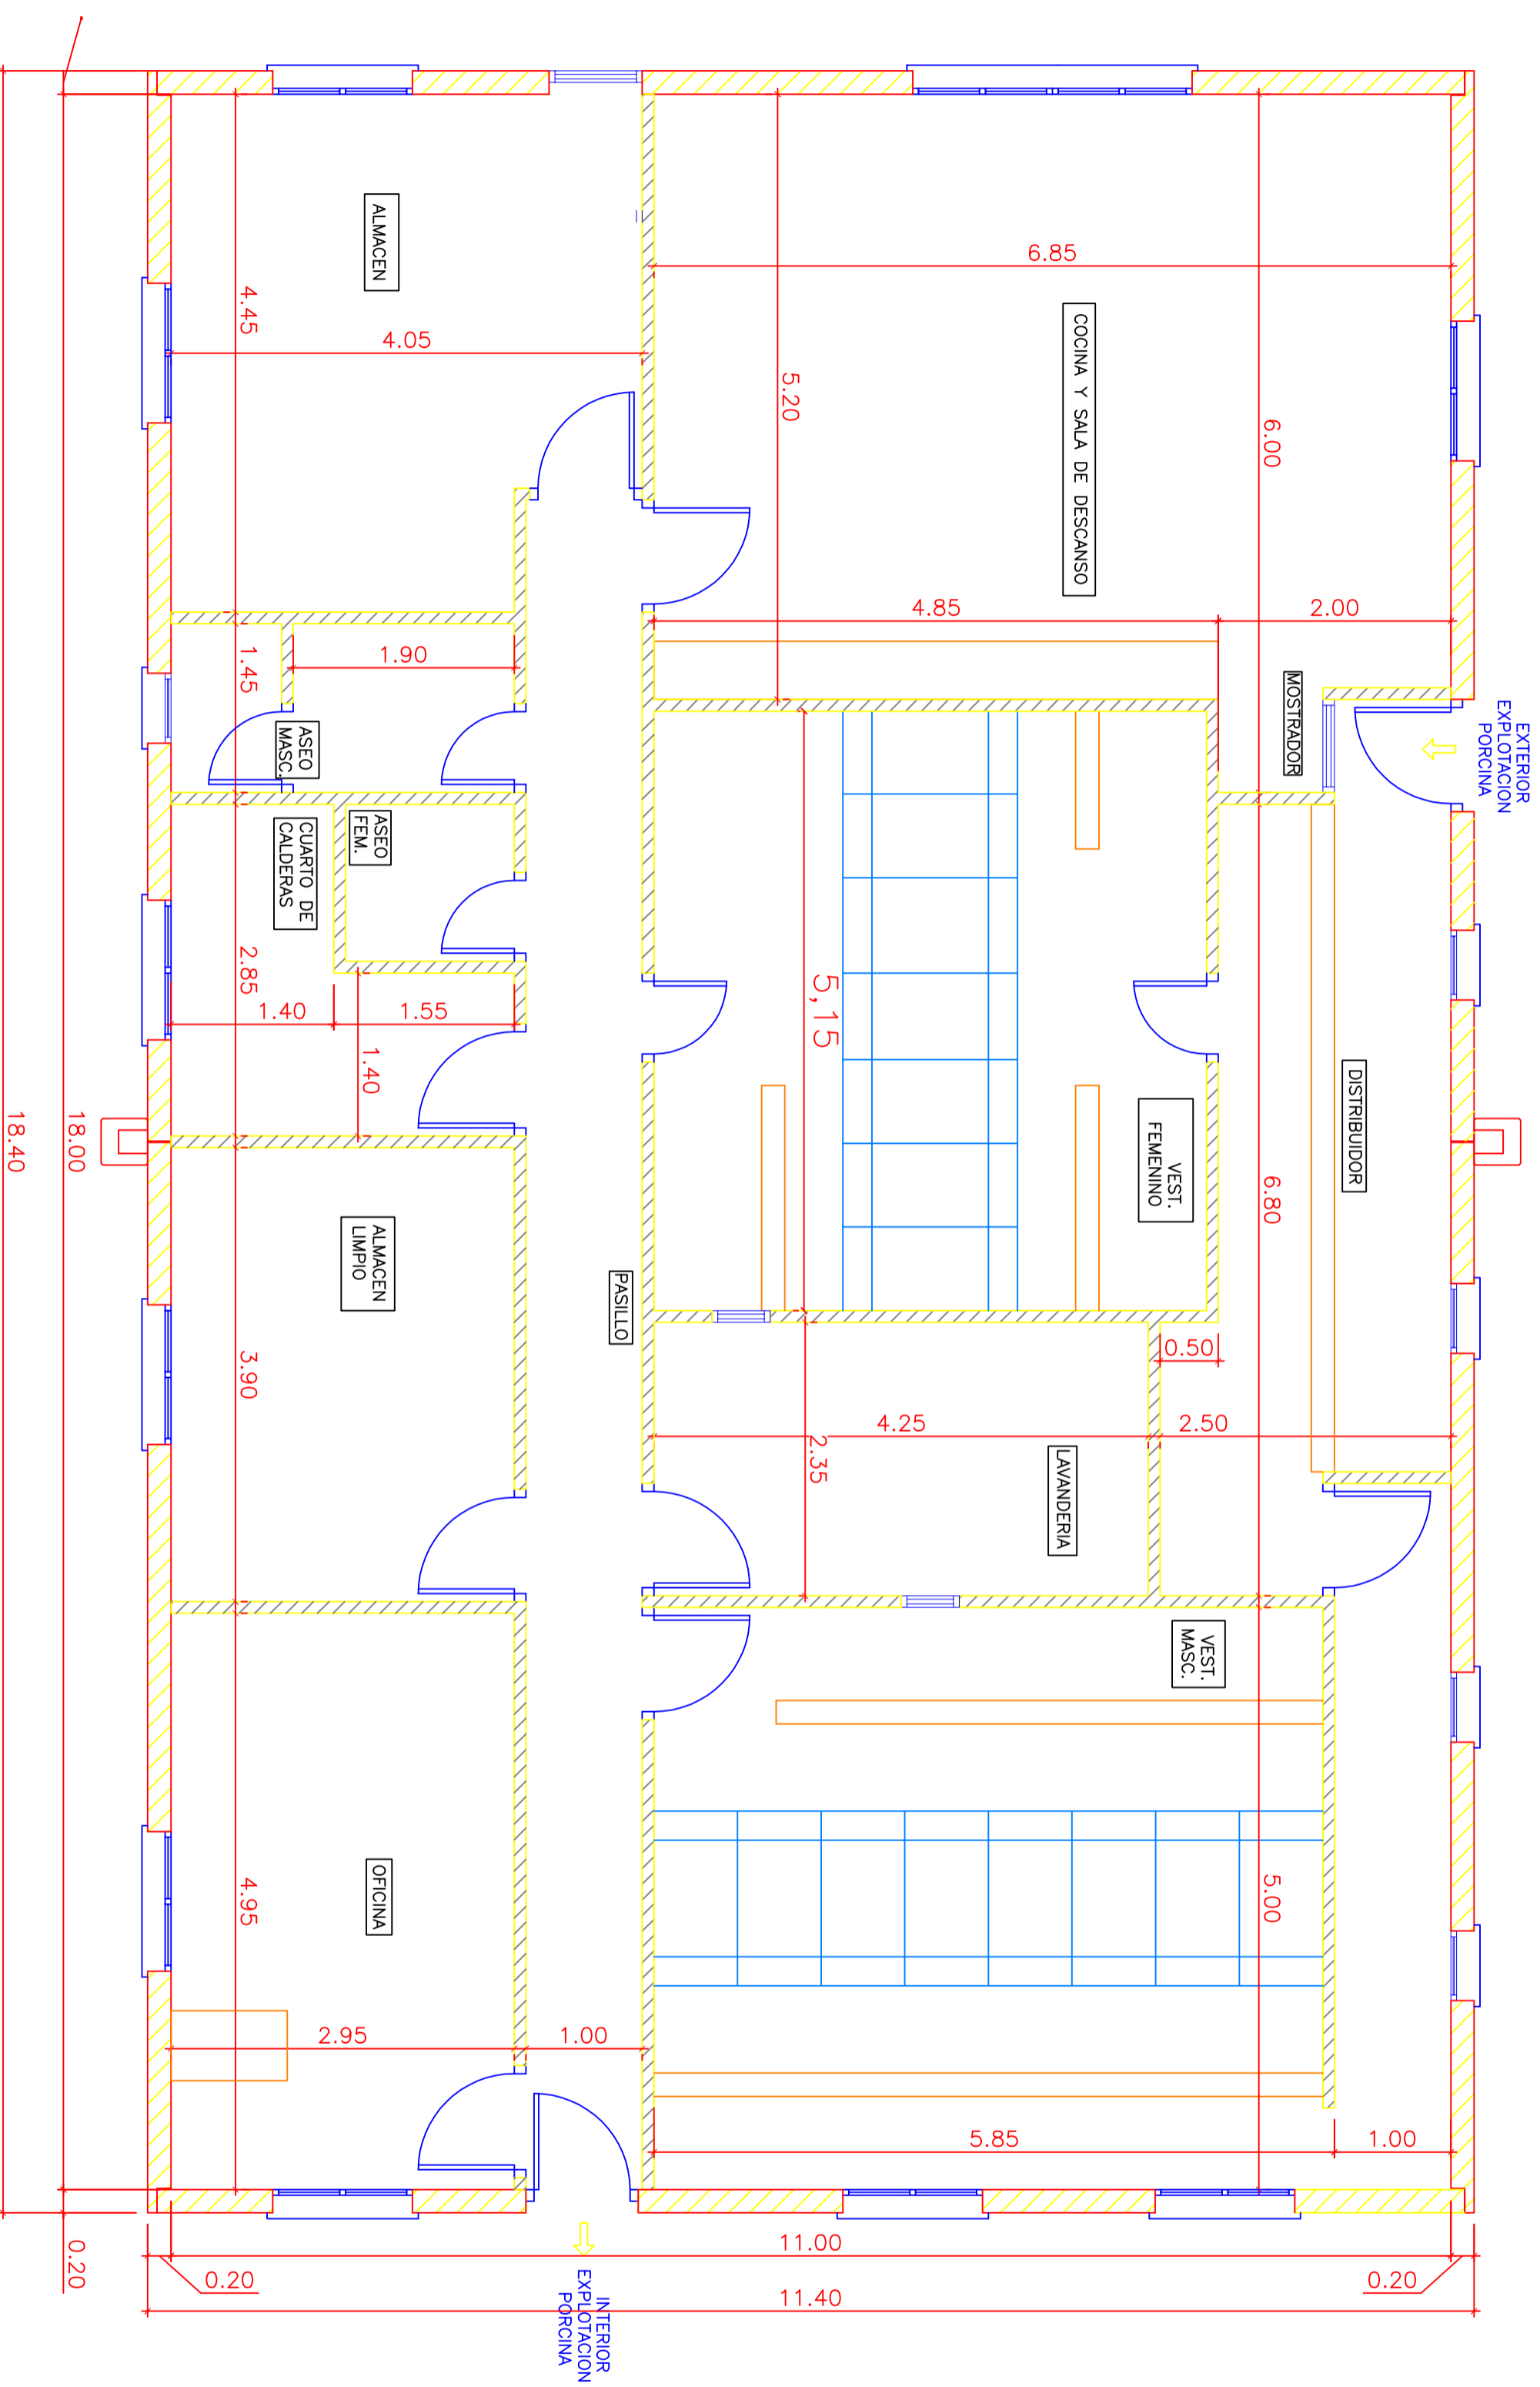 EXTERIOR
EXPLOTACION
PORCINA
6.85
COCINA Y SALA DE DESCANSO
6.00
5.20
4.85
2.00
MOSTRADOR
ALMACEN
4.45
4.05
1.90
1.45
ASEO
MASC.
ASEO
FEM.
CUARTO DE
CALDERAS
2.85
1.40
1.55
1.40
5,15
VEST.
FEMENINO
DISTRIBUIDOR
6.80
0.50
4.25
2.50
2.35
LAVANDERIA
PASILLO
ALMACEN
LIMPIO
3.90
VEST.
MASC.
5.00
OFICINA
4.95
2.95
1.00
5.85
1.00
18.00
18.40
0.20
0.20
11.00
0.20
11.40
INTERIOR
EXPLOTACION
PORCINA